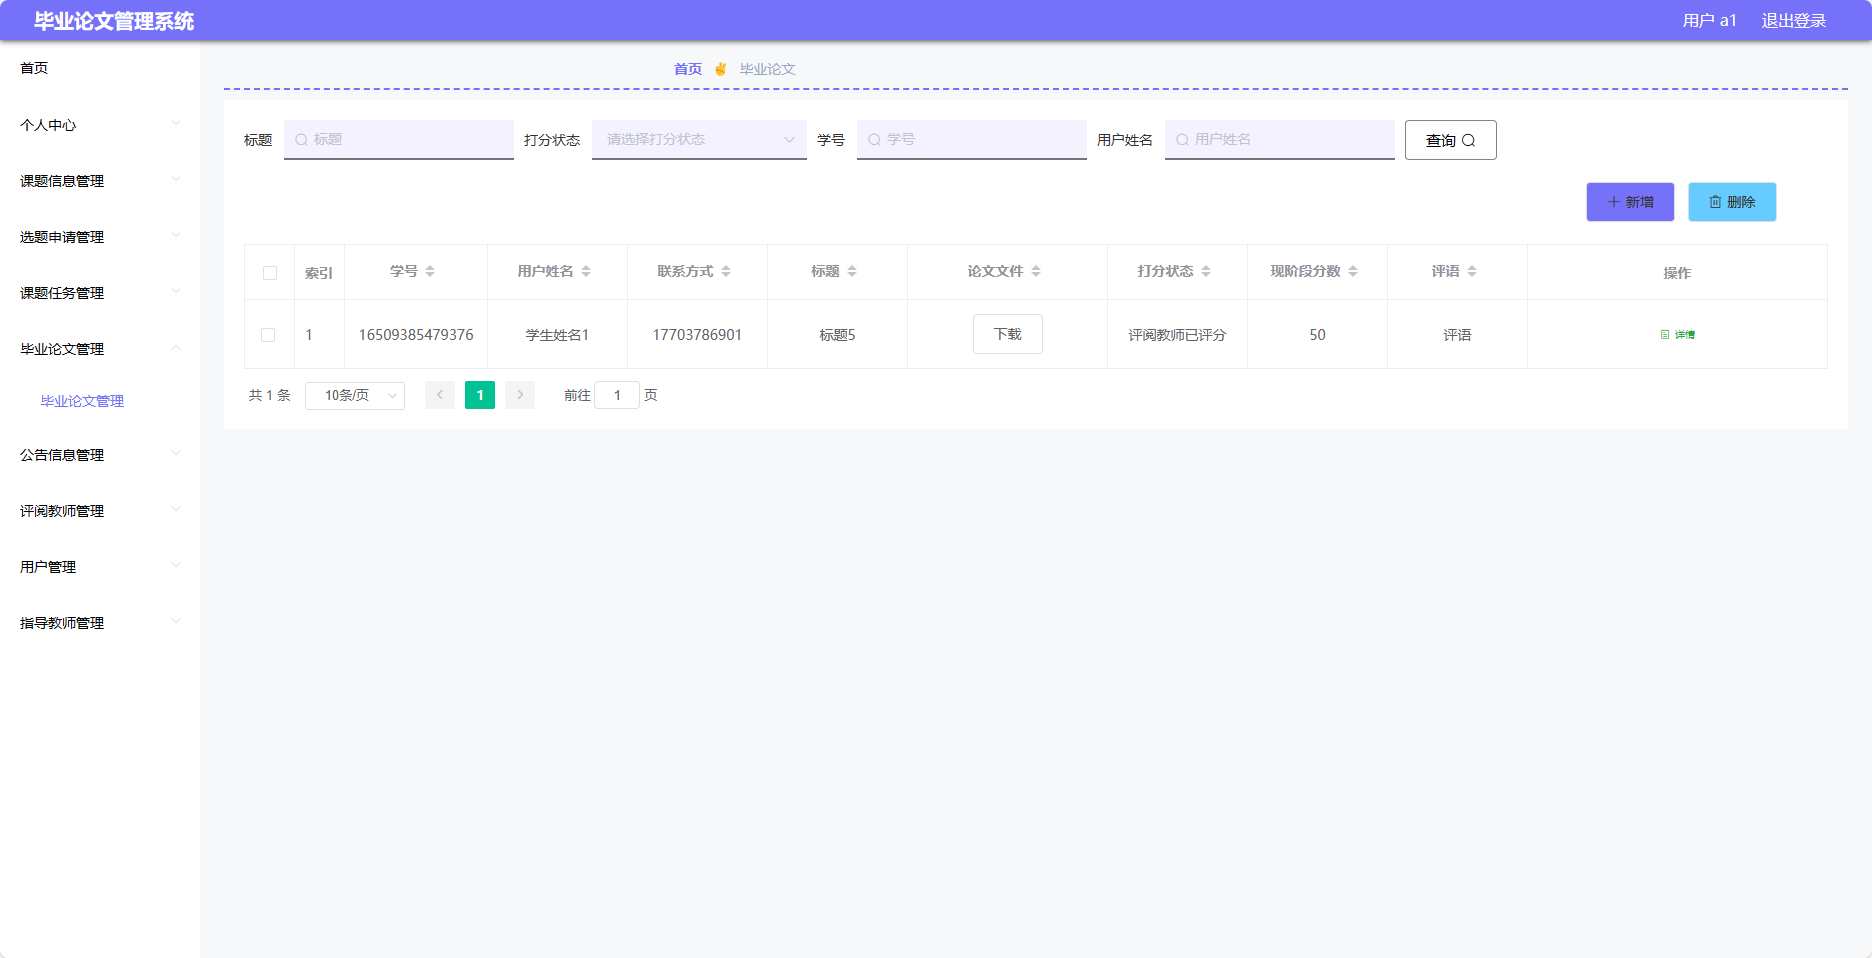 毕业论文管理系统
用户 a1 退出登录
首页
个人中心
课题信息管理
选题申请管理
课题任务管理
毕业论文管理
毕业论文管理
公告信息管理
评阅教师管理
用户管理
指导教师管理
首页 毕业论文
标题 标题 打分状态 请选择打分状态 学号 学号 用户姓名 用户姓名 查询
新增 删除
索引 学号 用户姓名 联系方式 标题 论文文件 打分状态 现阶段分数 评语 操作
1 16509385479376 学生姓名1 17703786901 标题5 下载 评阅教师已评分 50 评语 详情
共 1 条 10条/页 1 前往 1 页